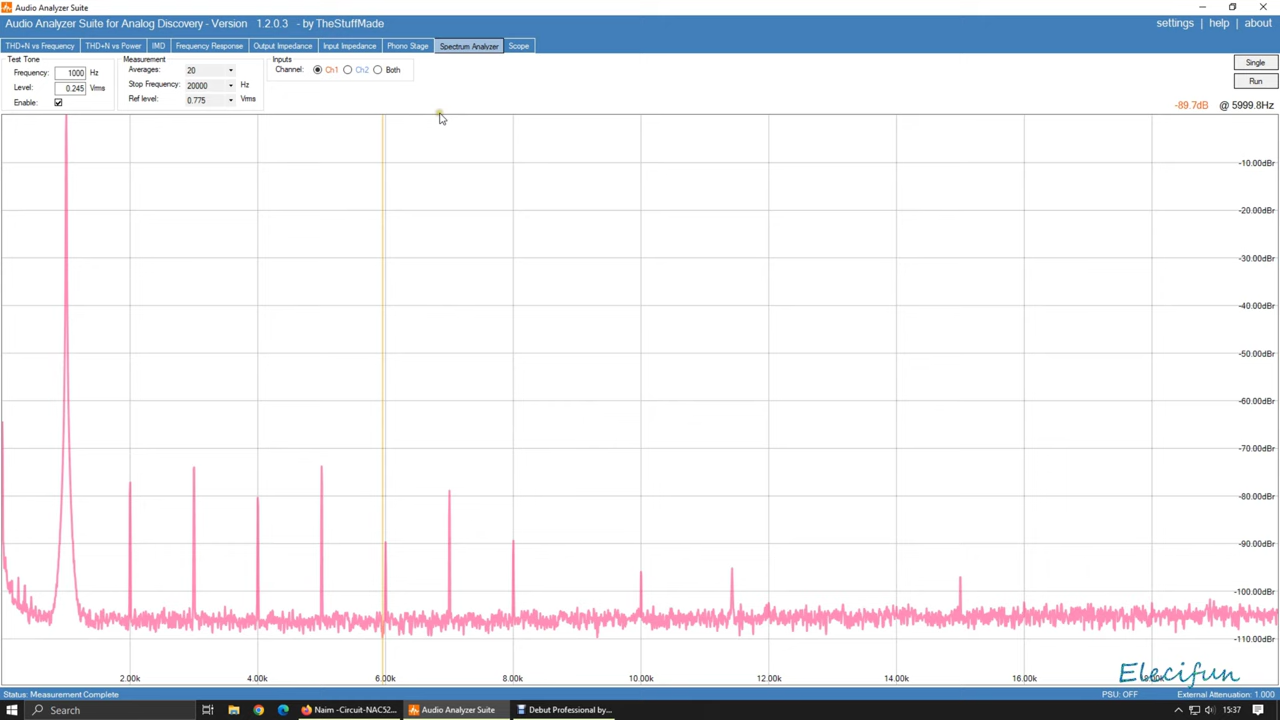 Audio Analyzer Suite
Audio Analyzer Suite for Analog Discovery - Version 1.2.0.3 - by TheStuffMade
settings | help | about
THD+N vs Frequency THD+N vs Power IMD Frequency Response Output Impedance Input Impedance Phono Stage Spectrum Analyzer Scope
Test Tone Measurement Inputs
Frequency: 1000 Hz Averages: 20 Channel: Ch1 Ch2 Both Single
Level: 0.245 Vrms Stop Frequency: 20000 Hz Run
Enable: Ref level: 0.775 Vrms
-89.7dB @ 5999.8Hz
-10.00dBr
-20.00dBr
-30.00dBr
-40.00dBr
-50.00dBr
-60.00dBr
-70.00dBr
-80.00dBr
-90.00dBr
-100.00dBr
-110.00dBr
2.00k 4.00k 6.00k 8.00k 10.00k 12.00k 14.00k 16.00k
Elecifun
Status: Measurement Complete PSU: OFF External Attenuation: 1.000
Search Naim -Circuit-NAC52... Audio Analyzer Suite Debut Professional by... 15:37